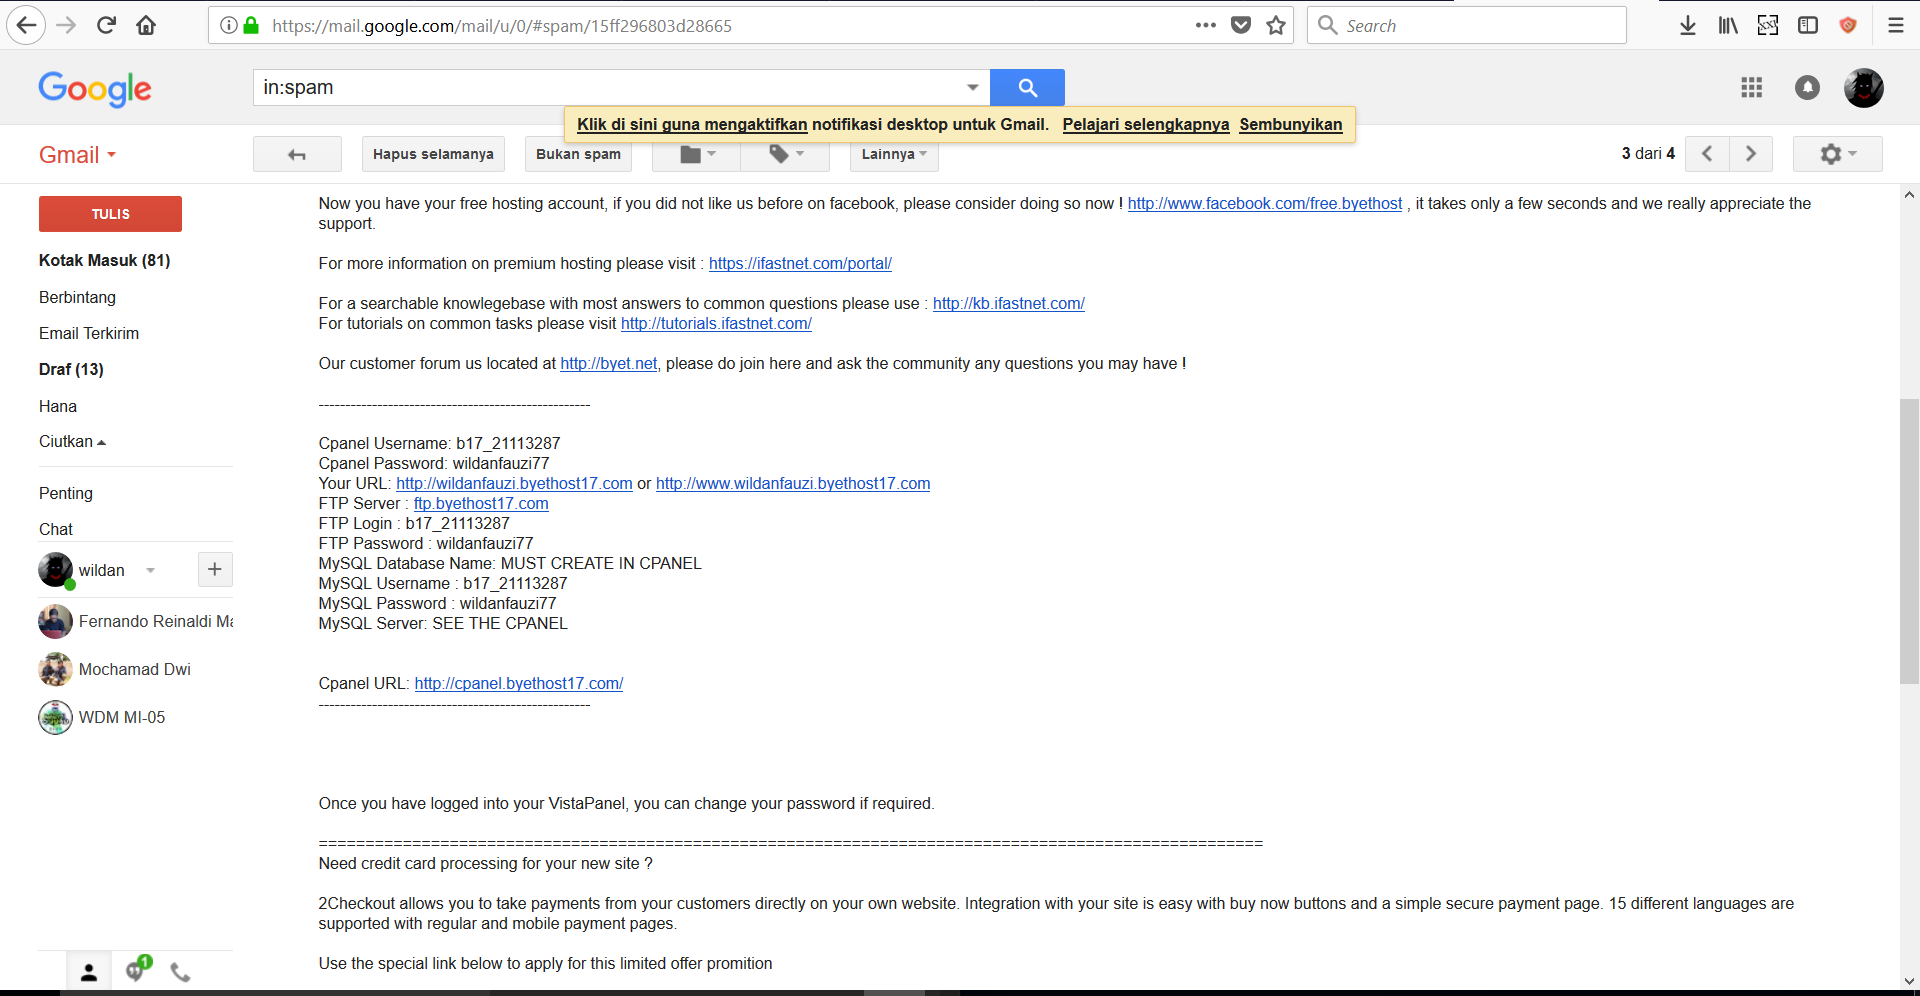 https://mail.google.com/mail/u/0/#spam/15ff296803d28665
Search
Google
in:spam
Klik di sini guna mengaktifkan notifikasi desktop untuk Gmail. Pelajari selengkapnya Sembunyikan
Gmail
Hapus selamanya
Bukan spam
Lainnya
3 dari 4
TULIS
Kotak Masuk (81)
Berbintang
Email Terkirim
Draf (13)
Hana
Ciutkan
Penting
Chat
wildan
Fernando Reinaldi Ma
Mochamad Dwi
WDM MI-05
1
Now you have your free hosting account, if you did not like us before on facebook, please consider doing so now ! http://www.facebook.com/free.byethost , it takes only a few seconds and we really appreciate the
support.
For more information on premium hosting please visit : https://ifastnet.com/portal/
For a searchable knowlegebase with most answers to common questions please use : http://kb.ifastnet.com/
For tutorials on common tasks please visit http://tutorials.ifastnet.com/
Our customer forum us located at http://byet.net, please do join here and ask the community any questions you may have !
---------------------------------------------------
Cpanel Username: b17_21113287
Cpanel Password: wildanfauzi77
Your URL: http://wildanfauzi.byethost17.com or http://www.wildanfauzi.byethost17.com
FTP Server : ftp.byethost17.com
FTP Login : b17_21113287
FTP Password : wildanfauzi77
MySQL Database Name: MUST CREATE IN CPANEL
MySQL Username : b17_21113287
MySQL Password : wildanfauzi77
MySQL Server: SEE THE CPANEL
Cpanel URL: http://cpanel.byethost17.com/
---------------------------------------------------
Once you have logged into your VistaPanel, you can change your password if required.
=====================================================================================================
Need credit card processing for your new site ?
2Checkout allows you to take payments from your customers directly on your own website. Integration with your site is easy with buy now buttons and a simple secure payment page. 15 different languages are
supported with regular and mobile payment pages.
Use the special link below to apply for this limited offer promition